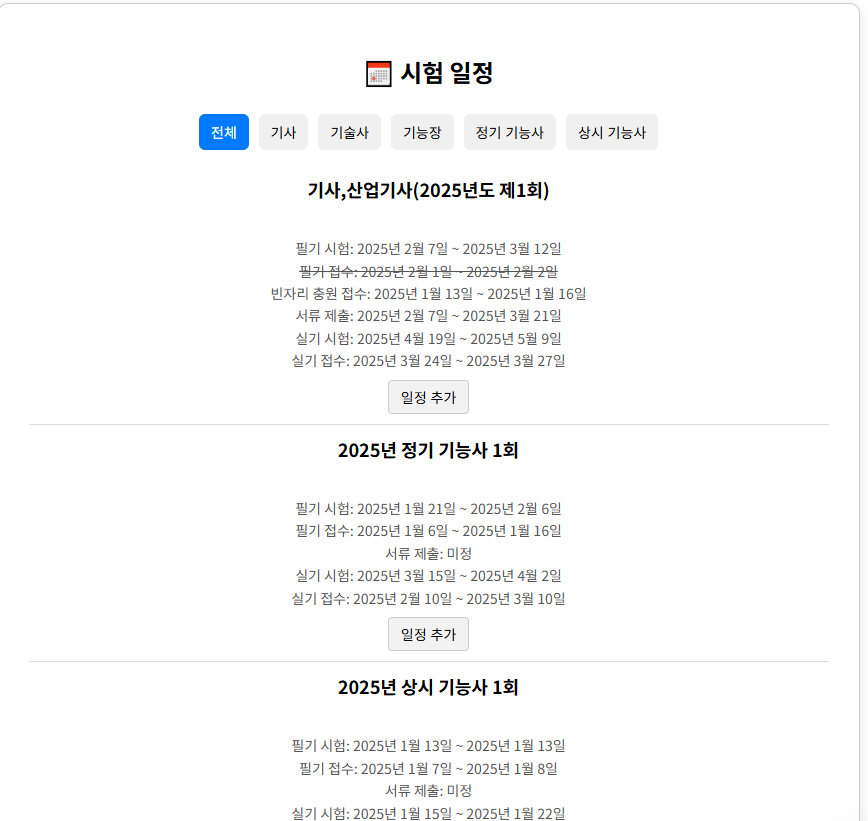 시험 일정
전체 기사 기술사 기능장 정기 기능사 상시 기능사
기사,산업기사(2025년도 제1회)
필기 시험: 2025년 2월 7일 ~ 2025년 3월 12일
필기 접수: 2025년 2월 1일 ~ 2025년 2월 2일
빈자리 충원 접수: 2025년 1월 13일 ~ 2025년 1월 16일
서류 제출: 2025년 2월 7일 ~ 2025년 3월 21일
실기 시험: 2025년 4월 19일 ~ 2025년 5월 9일
실기 접수: 2025년 3월 24일 ~ 2025년 3월 27일
일정 추가
2025년 정기 기능사 1회
필기 시험: 2025년 1월 21일 ~ 2025년 2월 6일
필기 접수: 2025년 1월 6일 ~ 2025년 1월 16일
서류 제출: 미정
실기 시험: 2025년 3월 15일 ~ 2025년 4월 2일
실기 접수: 2025년 2월 10일 ~ 2025년 3월 10일
일정 추가
2025년 상시 기능사 1회
필기 시험: 2025년 1월 13일 ~ 2025년 1월 13일
필기 접수: 2025년 1월 7일 ~ 2025년 1월 8일
서류 제출: 미정
실기 시험: 2025년 1월 15일 ~ 2025년 1월 22일